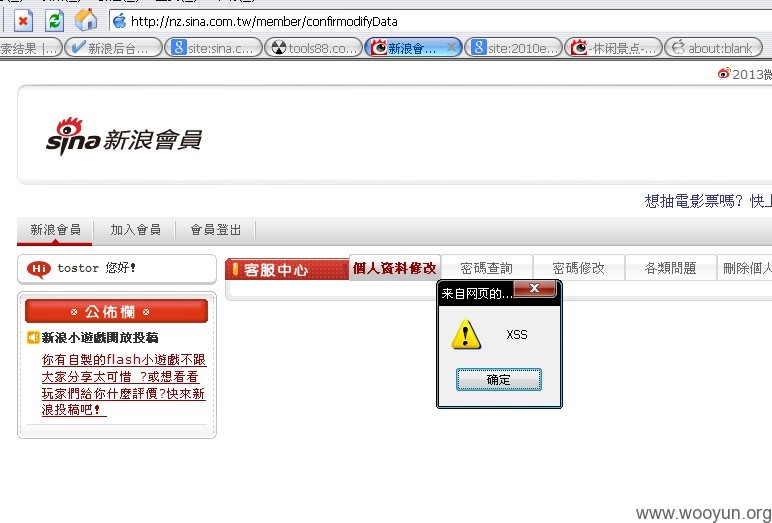 http://nz.sina.com.tw/member/confirmodifyData
索结果 |... 新浪后台... site:sina.c... tools88.co... 新浪會... site:2010e... -休闲景点-... about:blank
2013微
sina 新浪會員
想抽電影票嗎? 快上
新浪會員 加入會員 會員登出
Hi tostor 您好!
客服中心 個人資料修改 密碼查詢 密碼修改 各類問題 刪除個人
来自网页的...
公佈欄
新浪小遊戲開放投稿
XSS
你有自製的flash小遊戲不跟
大家分享太可惜 ?或想看看
确定
玩家們給你什麼評價?快來新
浪投稿吧!
www.wooyun.org